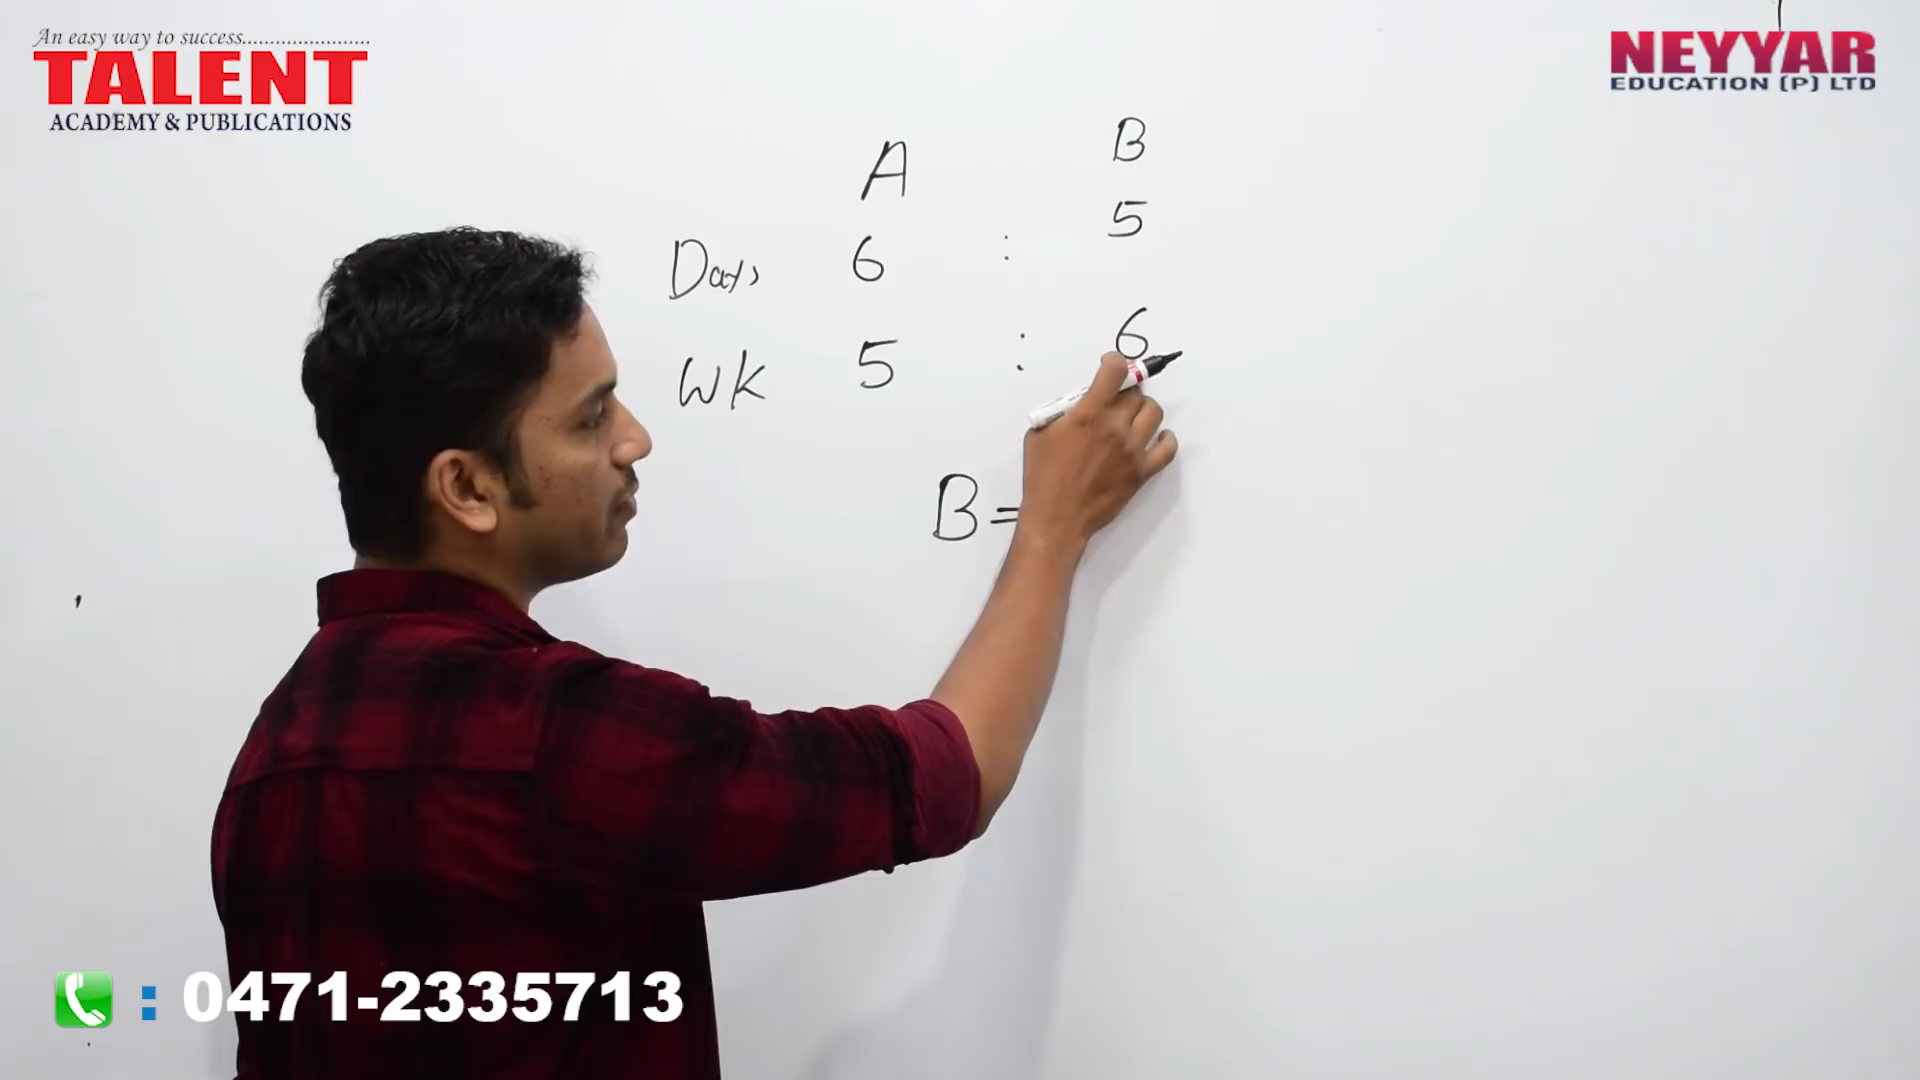 An easy way to success.......................
TALENT
ACADEMY & PUBLICATIONS
NEYYAR
EDUCATION (P) LTD
A B
Days 6 : 5
WK 5 : 6
B =
: 0471-2335713